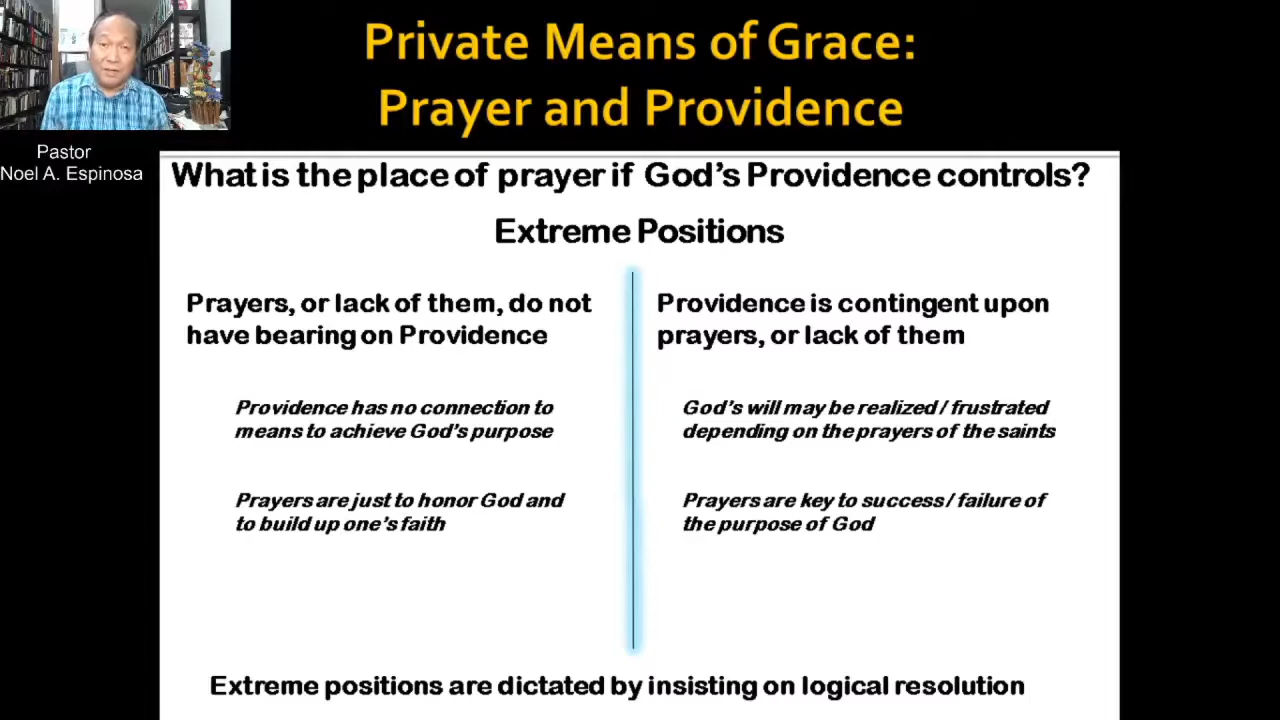 Private Means of Grace:
Prayer and Providence
Pastor
Noel A. Espinosa
What is the place of prayer if God's Providence controls?
Extreme Positions
Prayers, or lack of them, do not
have bearing on Providence
Providence has no connection to
means to achieve God's purpose
Prayers are just to honor God and
to build up one's faith
Providence is contingent upon
prayers, or lack of them
God's will may be realized / frustrated
depending on the prayers of the saints
Prayers are key to success / failure of
the purpose of God
Extreme positions are dictated by insisting on logical resolution